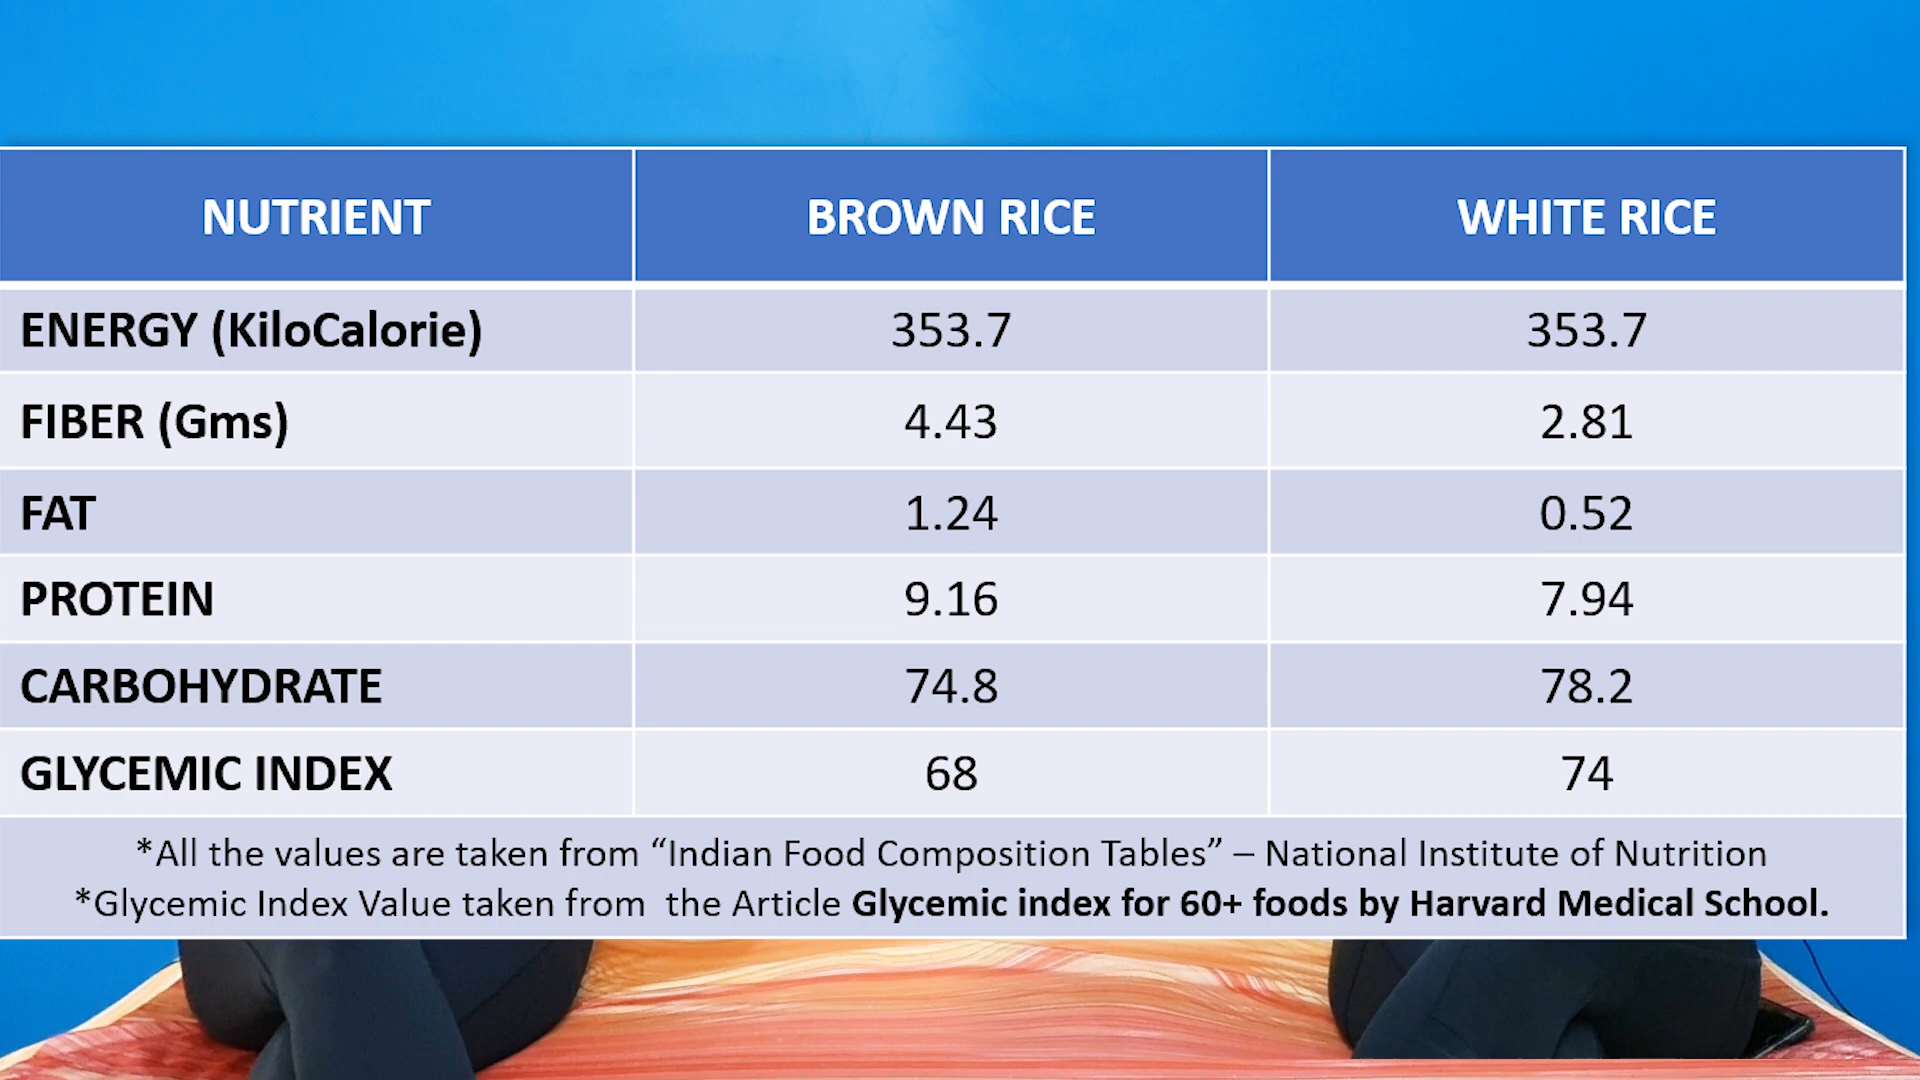 NUTRIENT BROWN RICE WHITE RICE
ENERGY (KiloCalorie) 353.7 353.7
FIBER (Gms) 4.43 2.81
FAT 1.24 0.52
PROTEIN 9.16 7.94
CARBOHYDRATE 74.8 78.2
GLYCEMIC INDEX 68 74
*All the values are taken from “Indian Food Composition Tables” – National Institute of Nutrition
*Glycemic Index Value taken from the Article Glycemic index for 60+ foods by Harvard Medical School.